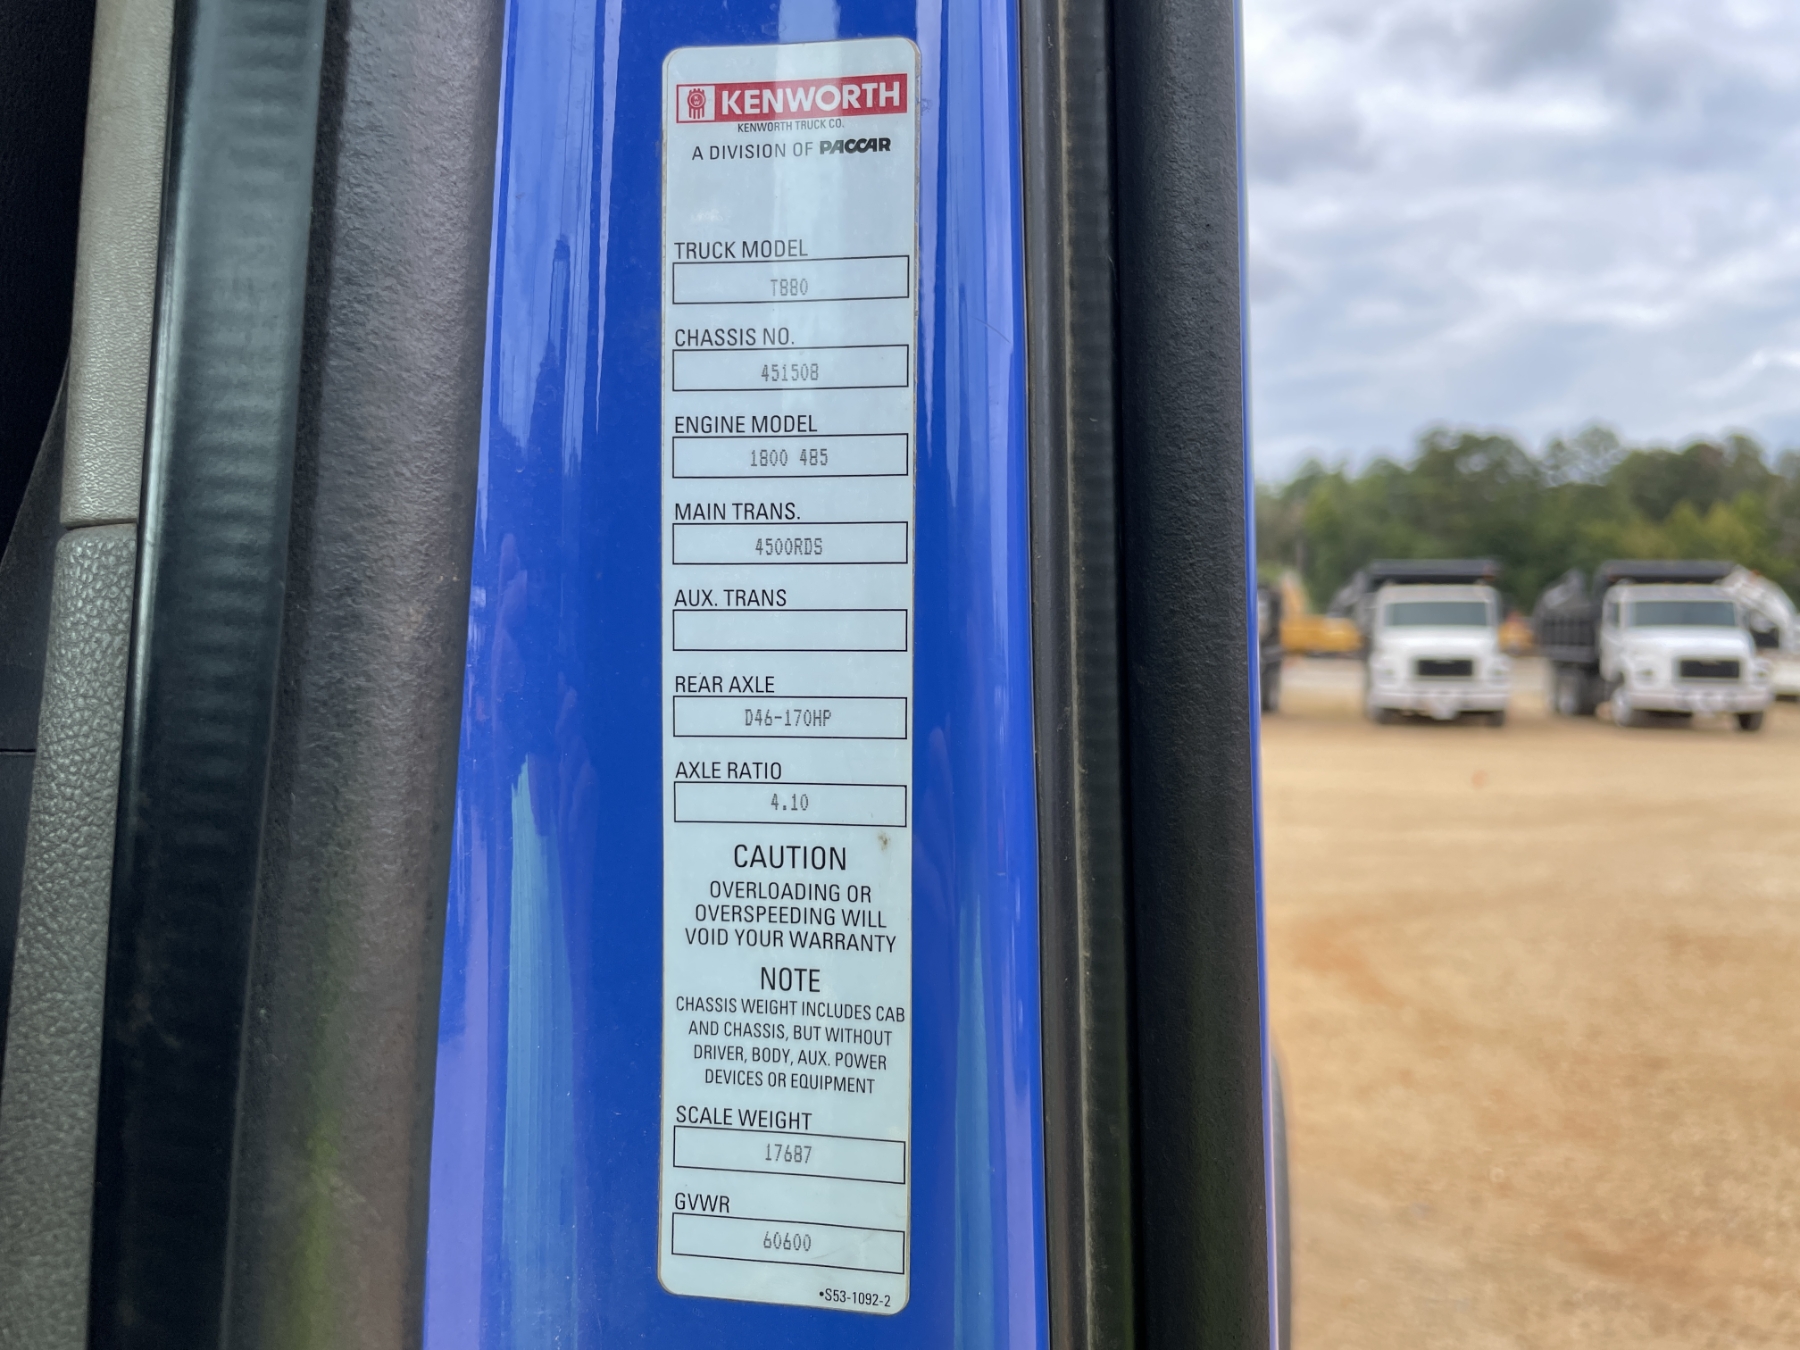 KENWORTH
KENWORTH TRUCK CO.
A DIVISION OF PACCAR
TRUCK MODEL
T880
CHASSIS NO.
451508
ENGINE MODEL
1800 485
MAIN TRANS.
4500RDS
AUX. TRANS
REAR AXLE
D46-170HP
AXLE RATIO
4.10
CAUTION
OVERLOADING OR
OVERSPEEDING WILL
VOID YOUR WARRANTY
NOTE
CHASSIS WEIGHT INCLUDES CAB
AND CHASSIS, BUT WITHOUT
DRIVER, BODY, AUX. POWER
DEVICES OR EQUIPMENT
SCALE WEIGHT
17687
GVWR
60600
•S53-1092-2